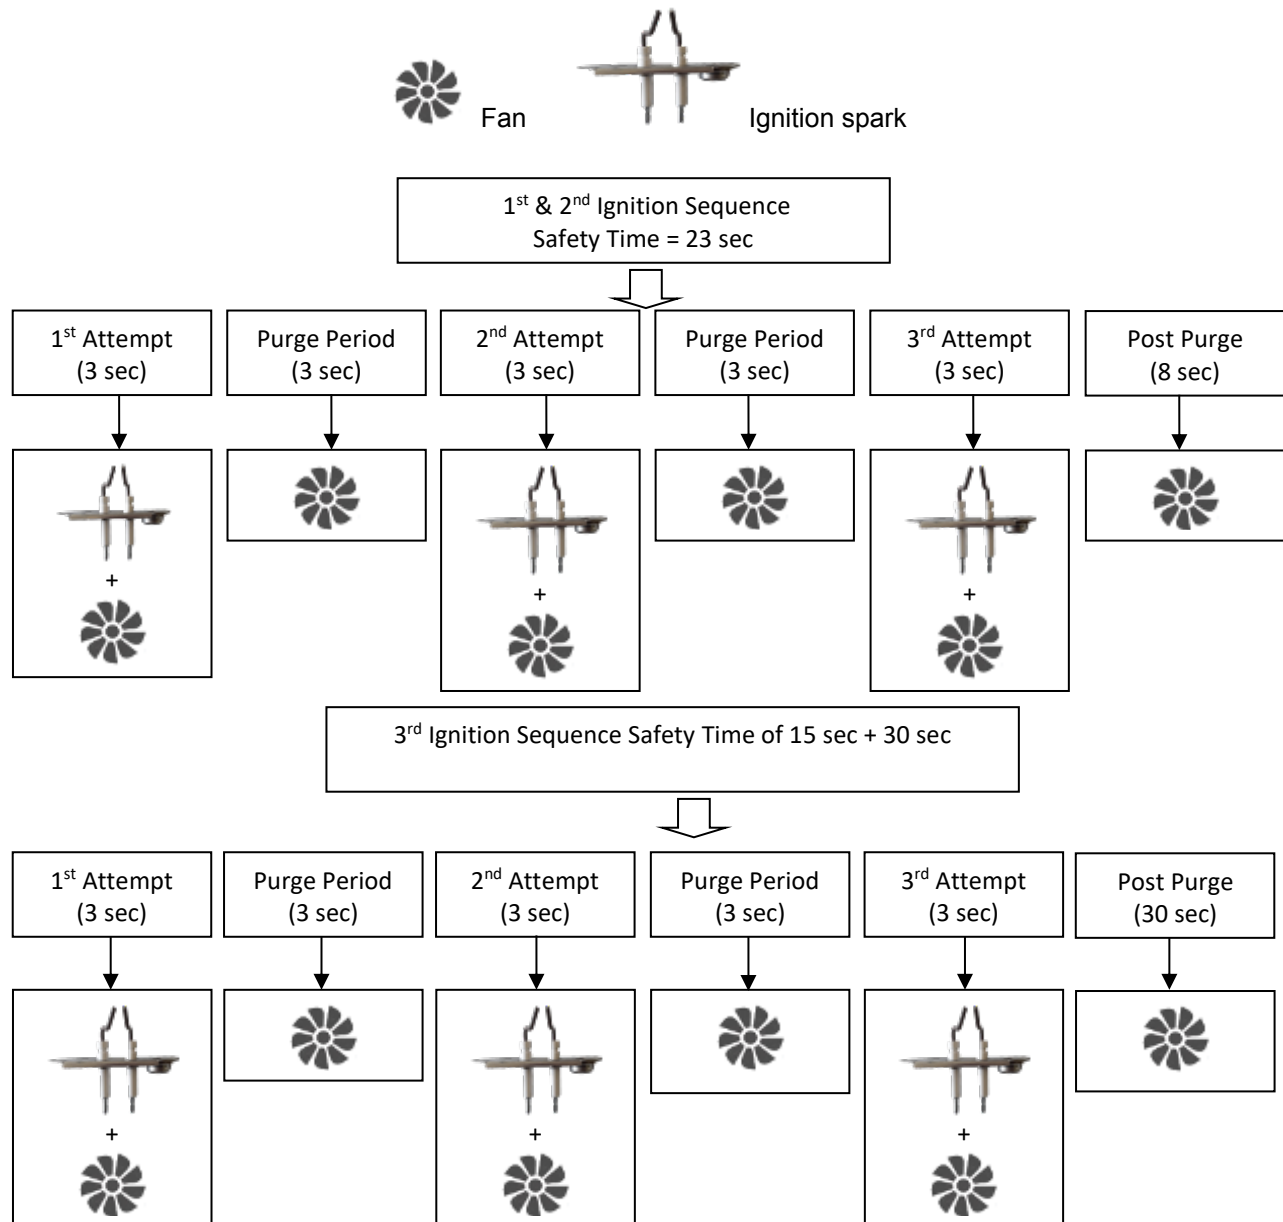 Fan
Ignition spark
1st & 2nd Ignition Sequence
Safety Time = 23 sec
1st Attempt
(3 sec)
Purge Period
(3 sec)
2nd Attempt
(3 sec)
Purge Period
(3 sec)
3rd Attempt
(3 sec)
Post Purge
(8 sec)
+
+
+
3rd Ignition Sequence Safety Time of 15 sec + 30 sec
1st Attempt
(3 sec)
Purge Period
(3 sec)
2nd Attempt
(3 sec)
Purge Period
(3 sec)
3rd Attempt
(3 sec)
Post Purge
(30 sec)
+
+
+